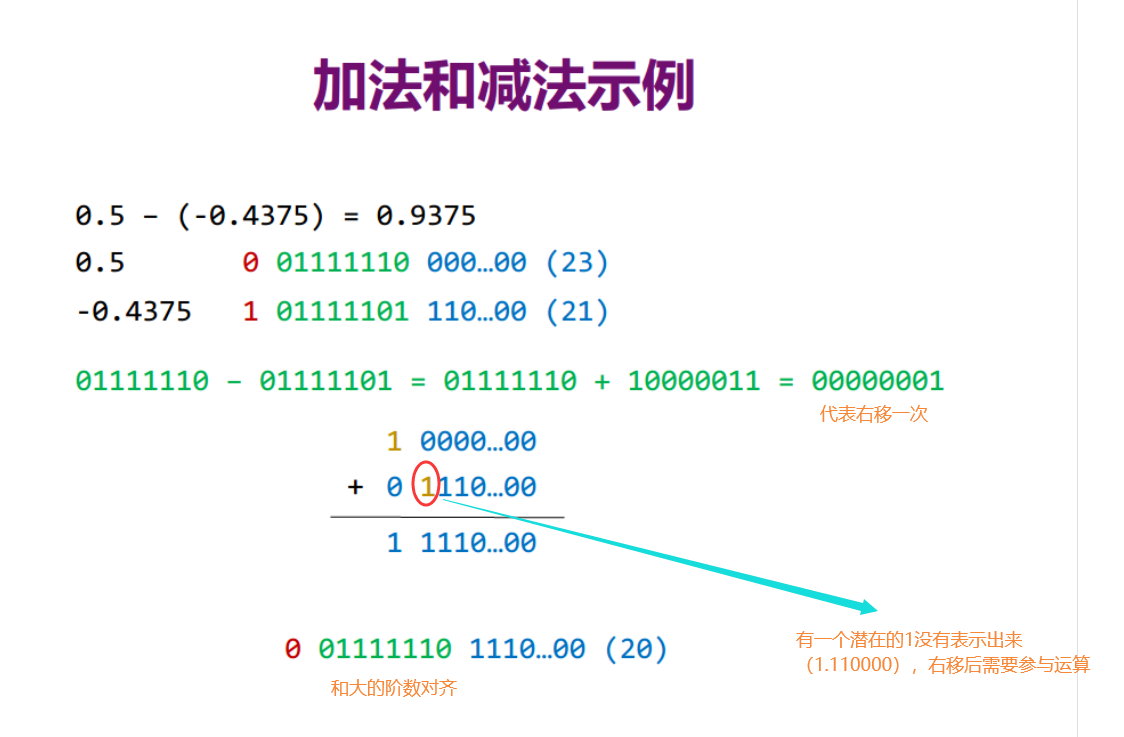 加法和减法示例
0.5 – (-0.4375) = 0.9375
0.5 0 01111110 000…00 (23)
-0.4375 1 01111101 110…00 (21)
01111110 – 01111101 = 01111110 + 10000011 = 00000001
代表右移一次
1 0000…00
+ 0 1110…00
1 1110…00
有一个潜在的1没有表示出来
（1.110000），右移后需要参与运算
0 01111110 1110…00 (20)
和大的阶数对齐